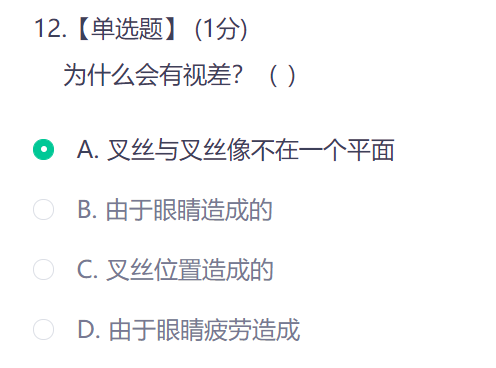 12.【单选题】 (1分)
为什么会有视差? ( )
A. 叉丝与叉丝像不在一个平面
B. 由于眼睛造成的
C. 叉丝位置造成的
D. 由于眼睛疲劳造成